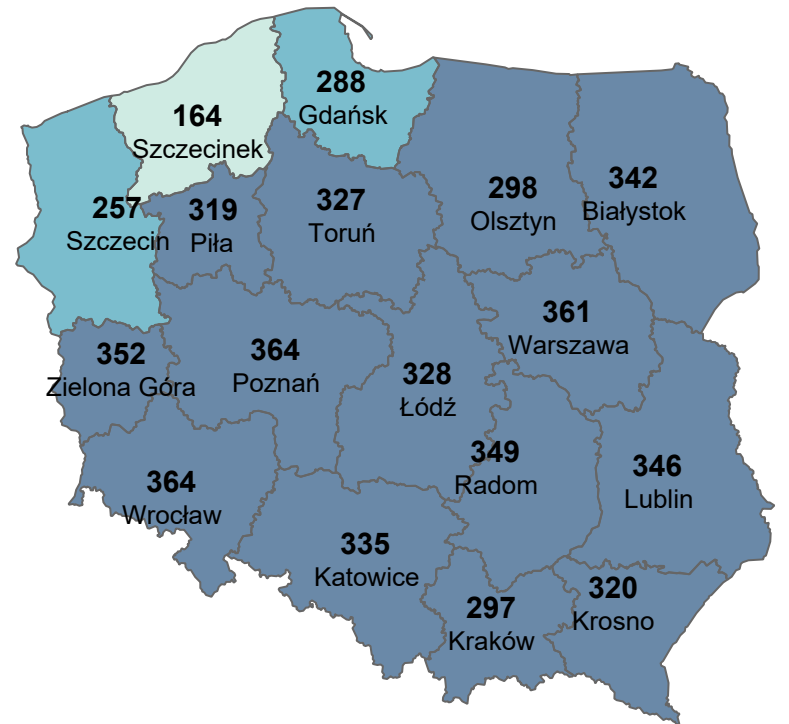 288
Gdańsk
164
Szczecinek
257
Szczecin
319
Piła
327
Toruń
298
Olsztyn
342
Białystok
361
Warszawa
352
Zielona Góra
364
Poznań
328
Łódź
349
Radom
346
Lublin
364
Wrocław
335
Katowice
297
Kraków
320
Krosno